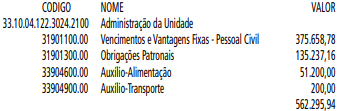 CODIGO NOME VALOR
33.10.04.122.3024.2100 Administração da Unidade
31901100.00 Vencimentos e Vantagens Fixas - Pessoal Civil 375.658,78
31901300.00 Obrigações Patronais 135.237,16
33904600.00 Auxílio-Alimentação 51.200,00
33904900.00 Auxílio-Transporte 200,00
562.295,94